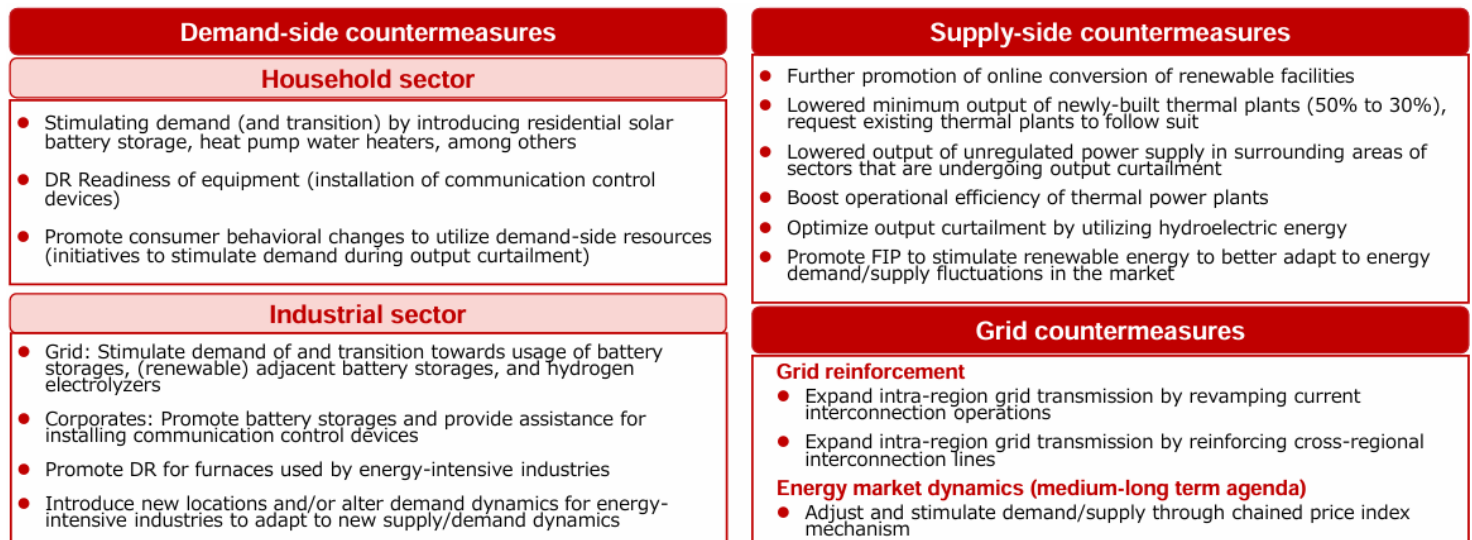 Demand-side countermeasures
Household sector
● Stimulating demand (and transition) by introducing residential solar
battery storage, heat pump water heaters, among others
● DR Readiness of equipment (installation of communication control
devices)
● Promote consumer behavioral changes to utilize demand-side resources
(initiatives to stimulate demand during output curtailment)
Industrial sector
● Grid: Stimulate demand of and transition towards usage of battery
storages, (renewable) adjacent battery storages, and hydrogen
electrolyzers
● Corporates: Promote battery storages and provide assistance for
installing communication control devices
● Promote DR for furnaces used by energy-intensive industries
● Introduce new locations and/or alter demand dynamics for energy-
intensive industries to adapt to new supply/demand dynamics
Supply-side countermeasures
● Further promotion of online conversion of renewable facilities
● Lowered minimum output of newly-built thermal plants (50% to 30%),
request existing thermal plants to follow suit
● Lowered output of unregulated power supply in surrounding areas of
sectors that are undergoing output curtailment
● Boost operational efficiency of thermal power plants
● Optimize output curtailment by utilizing hydroelectric energy
● Promote FIP to stimulate renewable energy to better adapt to energy
demand/supply fluctuations in the market
Grid countermeasures
Grid reinforcement
● Expand intra-region grid transmission by revamping current
interconnection operations
● Expand intra-region grid transmission by reinforcing cross-regional
interconnection lines
Energy market dynamics (medium-long term agenda)
● Adjust and stimulate demand/supply through chained price index
mechanism